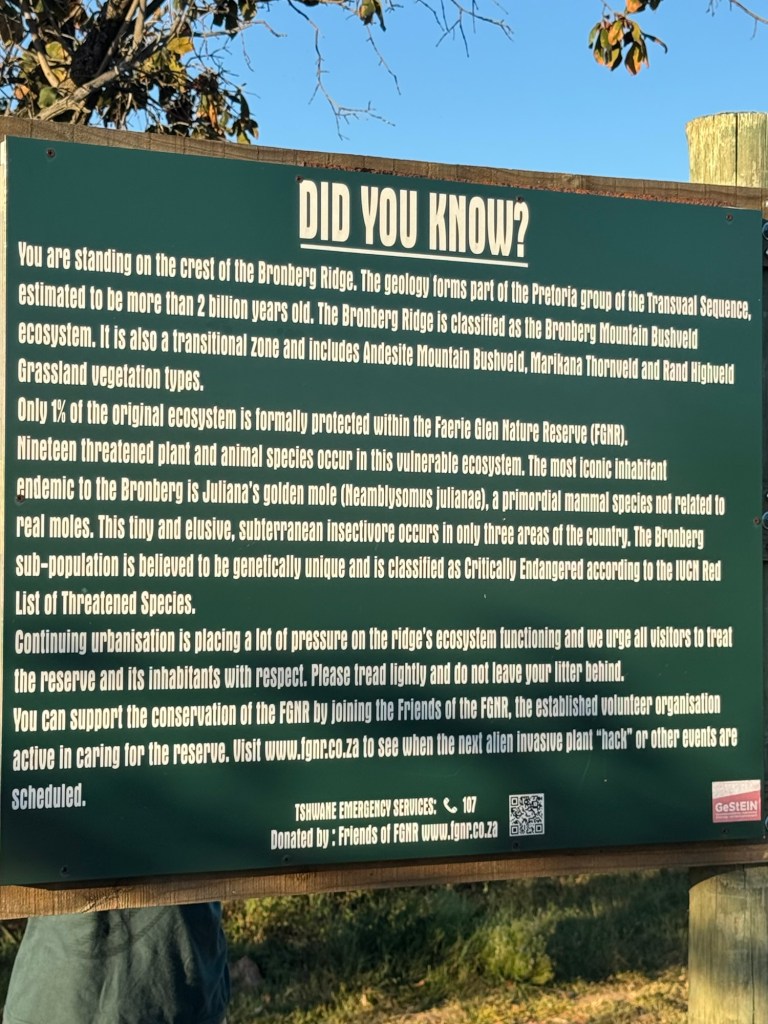 DID YOU KNOW?
You are standing on the crest of the Bronberg Ridge. The geology forms part of the Pretoria group of the Transvaal Sequence,
estimated to be more than 2 billion years old. The Bronberg Ridge is classified as the Bronberg Mountain Bushveld
ecosystem. It is also a transitional zone and includes Andesite Mountain Bushveld, Marikana Thornveld and Rand Highveld
Grassland vegetation types.
Only 1% of the original ecosystem is formally protected within the Faerie Glen Nature Reserve (FGNR).
Nineteen threatened plant and animal species occur in this vulnerable ecosystem. The most iconic inhabitant
endemic to the Bronberg is Juliana's golden mole (Neamblysomus julianae), a primordial mammal species not related to
real moles. This tiny and elusive, subterranean insectivore occurs in only three areas of the country. The Bronberg
sub-population is believed to be genetically unique and is classified as Critically Endangered according to the IUCN Red
List of Threatened Species.
Continuing urbanisation is placing a lot of pressure on the ridge's ecosystem functioning and we urge all visitors to treat
the reserve and its inhabitants with respect. Please tread lightly and do not leave your litter behind.
You can support the conservation of the FGNR by joining the Friends of the FGNR, the established volunteer organisation
active in caring for the reserve. Visit www.fgnr.co.za to see when the next alien invasive plant "hack" or other events are
scheduled.
TSHWANE EMERGENCY SERVICES: 107
Donated by : Friends of FGNR www.fgnr.co.za
GeStEIN